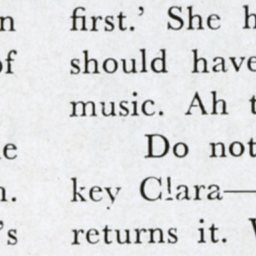 n first.' She h
of should have
music. Ah t
e Do not
n. key Clara—
's returns it. W